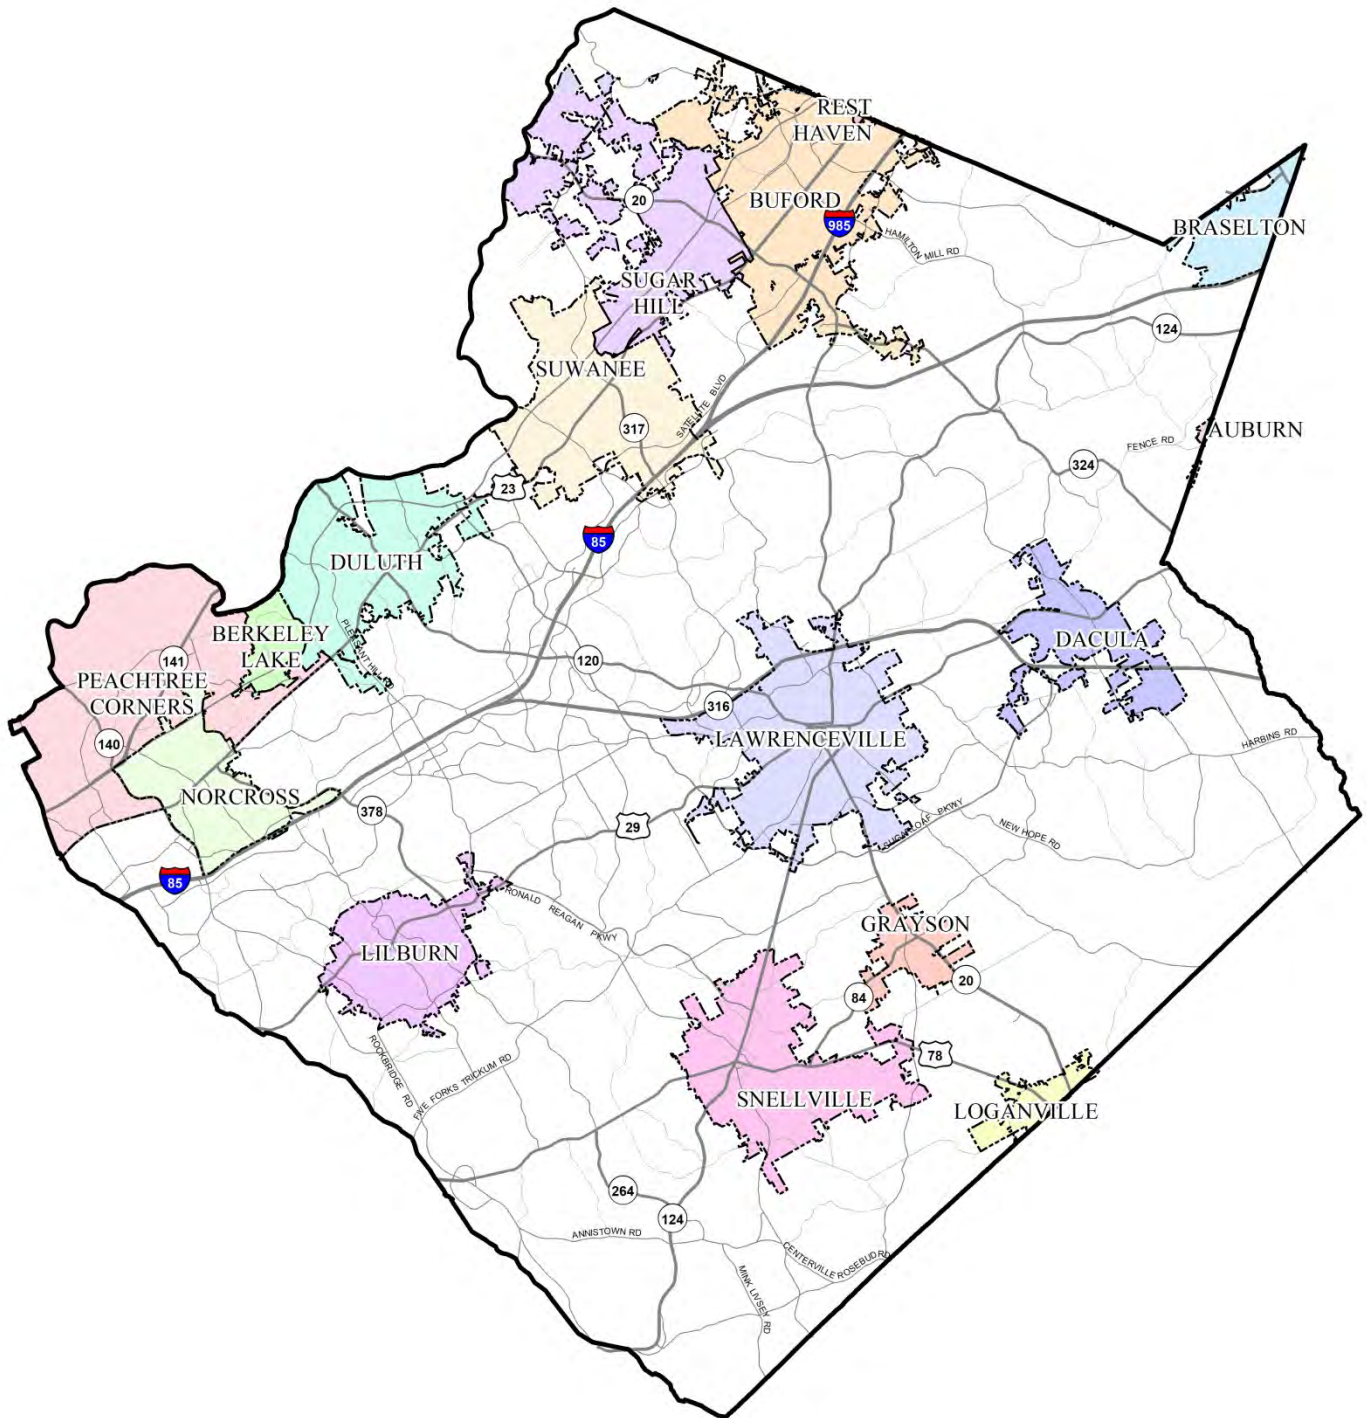 REST
HAVEN
BUFORD
20
985
HAMILTON MILL RD
BRASELTON
SUGAR
HILL
124
SUWANEE
SATELLITE BLVD
317
AUBURN
FENCE RD
324
23
85
DULUTH
BERKELEY
LAKE
PLEASANT HILL RD
141
PEACHTREE
CORNERS
140
120
DACULA
316
LAWRENCEVILLE
HARBINS RD
NORCROSS
378
29
SUGARLOAF PKWY
NEW HOPE RD
85
RONALD REAGAN PKWY
GRAYSON
LILBURN
20
84
ROCKBRIDGE RD
FIVE FORKS TRICKUM RD
78
SNELLVILLE
LOGANVILLE
264
124
ANNISTOWN RD
CENTERVILLE ROSEBUD RD
MINK LIVSEY RD